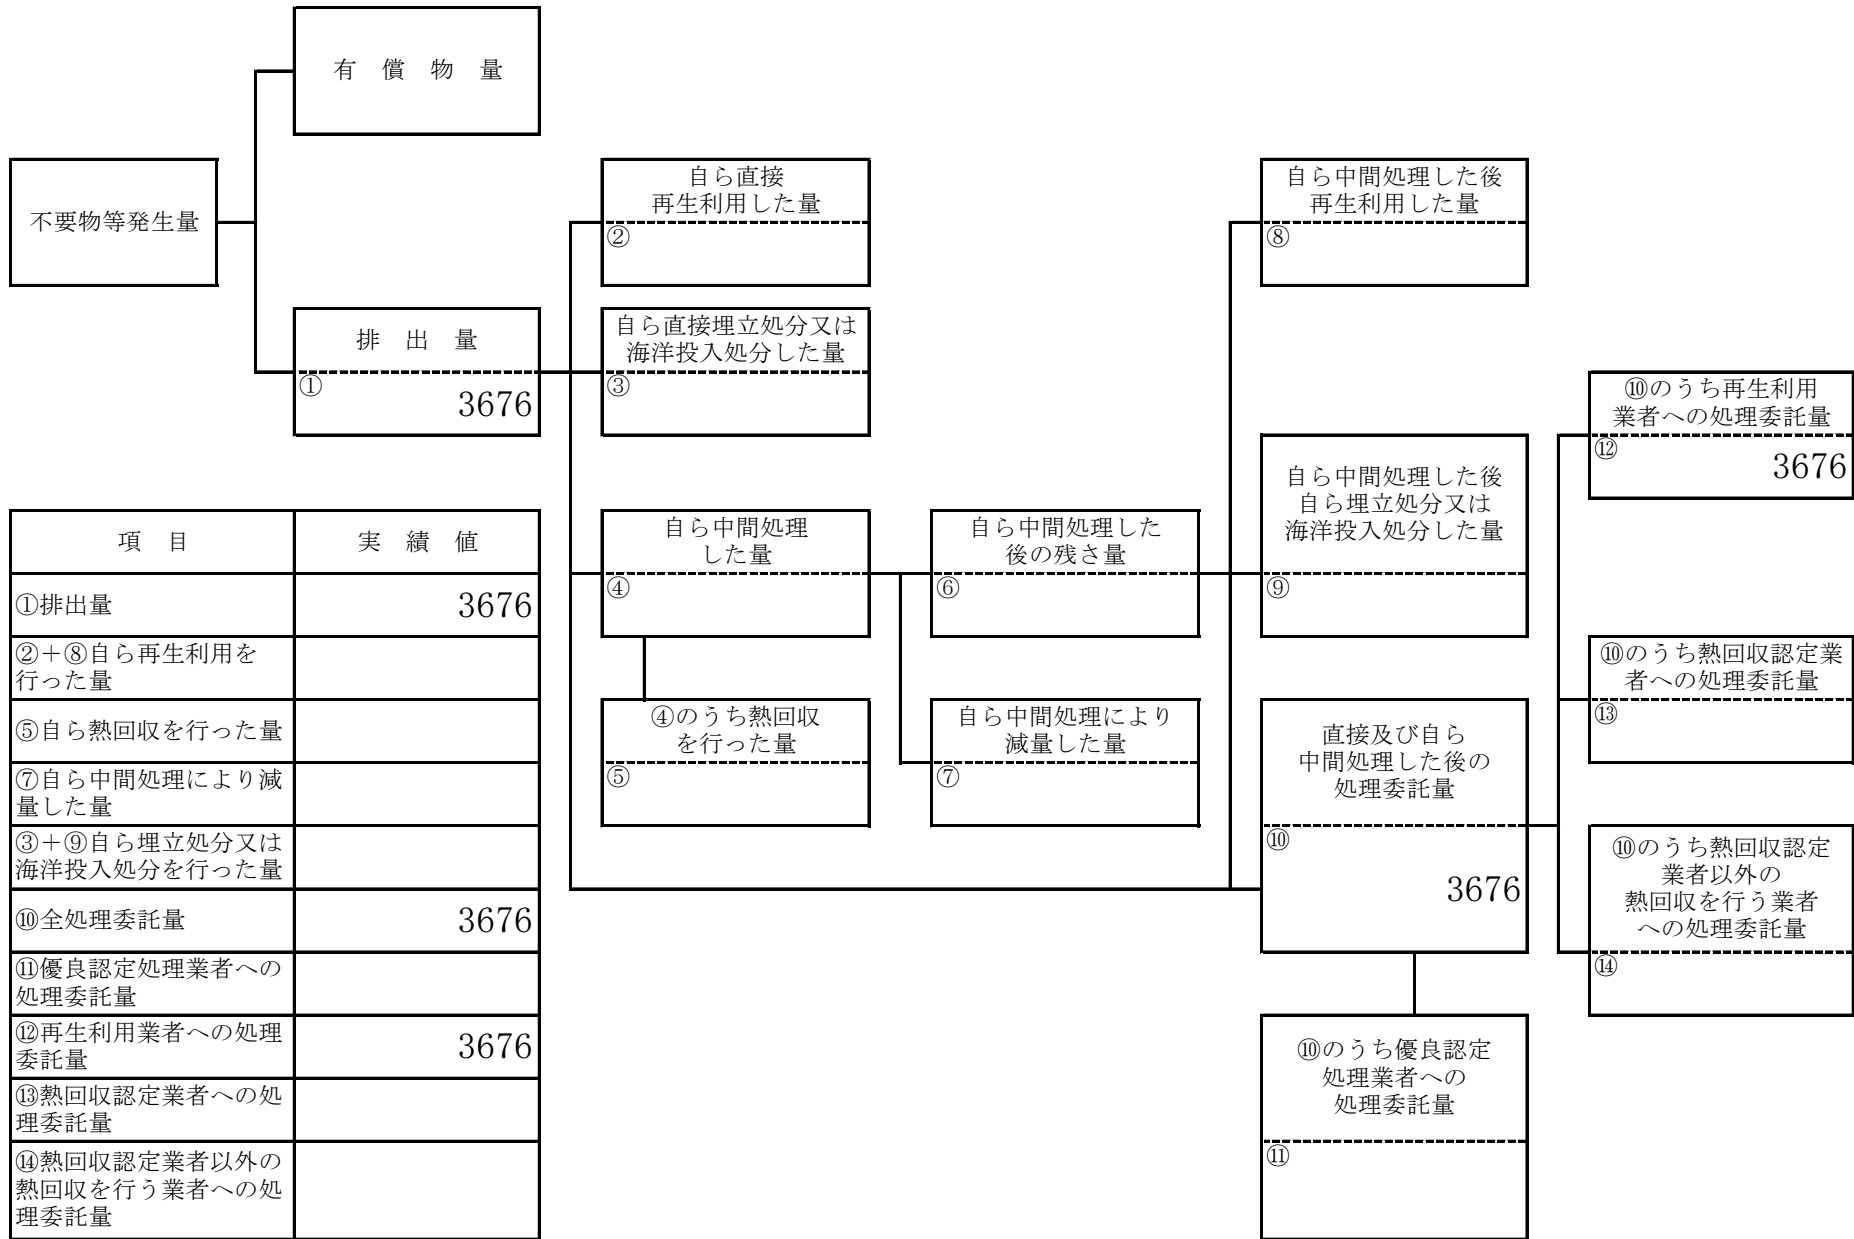 有 償 物 量
不要物等発生量
排 出 量
①
3676
自ら直接
再生利用した量
②
自ら直接埋立処分又は
海洋投入処分した量
③
自ら中間処理
した量
④
④のうち熱回収
を行った量
⑤
自ら中間処理した
後の残さ量
⑥
自ら中間処理により
減量した量
⑦
自ら中間処理した後
再生利用した量
⑧
自ら中間処理した後
自ら埋立処分又は
海洋投入処分した量
⑨
直接及び自ら
中間処理した後の
処理委託量
⑩
3676
⑩のうち優良認定
処理業者への
処理委託量
⑪
⑩のうち再生利用
業者への処理委託量
⑫
3676
⑩のうち熱回収認定業
者への処理委託量
⑬
⑩のうち熱回収認定
業者以外の
熱回収を行う業者
への処理委託量
⑭
項 目 実 績 値
①排出量 3676
②+⑧自ら再生利用を
行った量
⑤自ら熱回収を行った量
⑦自ら中間処理により減
量した量
③+⑨自ら埋立処分又は
海洋投入処分を行った量
⑩全処理委託量 3676
⑪優良認定処理業者への
処理委託量
⑫再生利用業者への処理
委託量 3676
⑬熱回収認定業者への処
理委託量
⑭熱回収認定業者以外の
熱回収を行う業者への処
理委託量